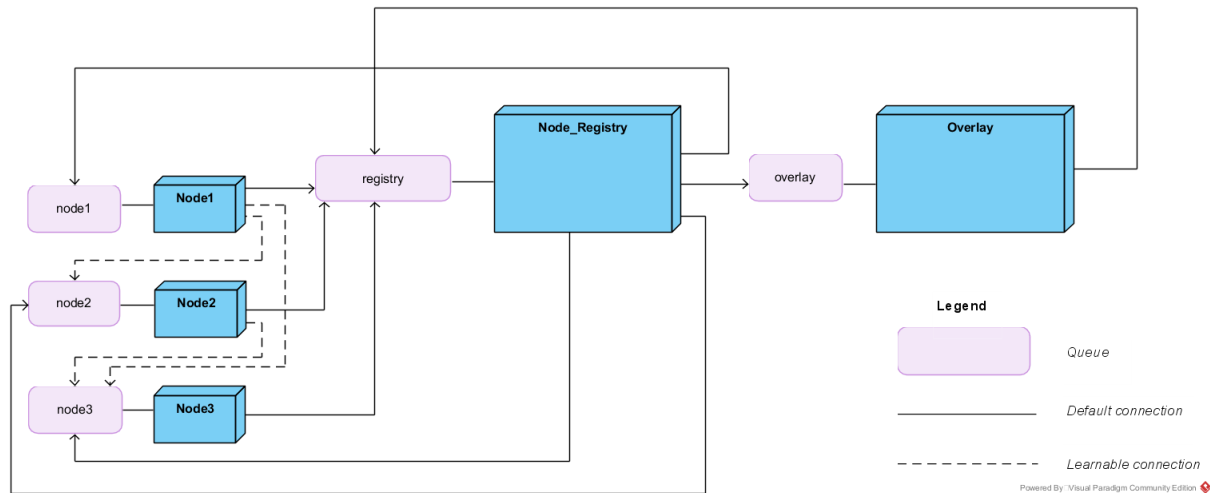 Node_Registry
Overlay
registry
overlay
node1
Node1
node2
Node2
node3
Node3
Legend
Queue
Default connection
Learnable connection
Powered By Visual Paradigm Community Edition